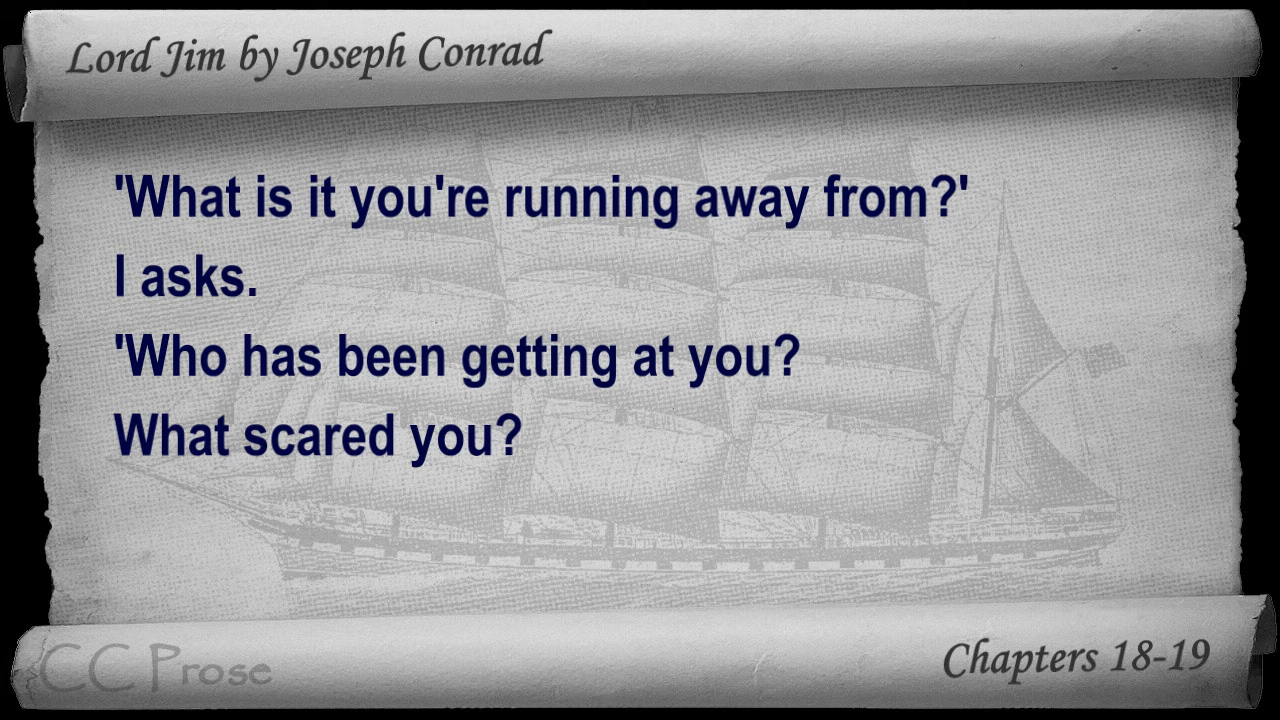 Lord Jim by Joseph Conrad
'What is it you're running away from?'
I asks.
'Who has been getting at you?
What scared you?
CC Prose
Chapters 18-19